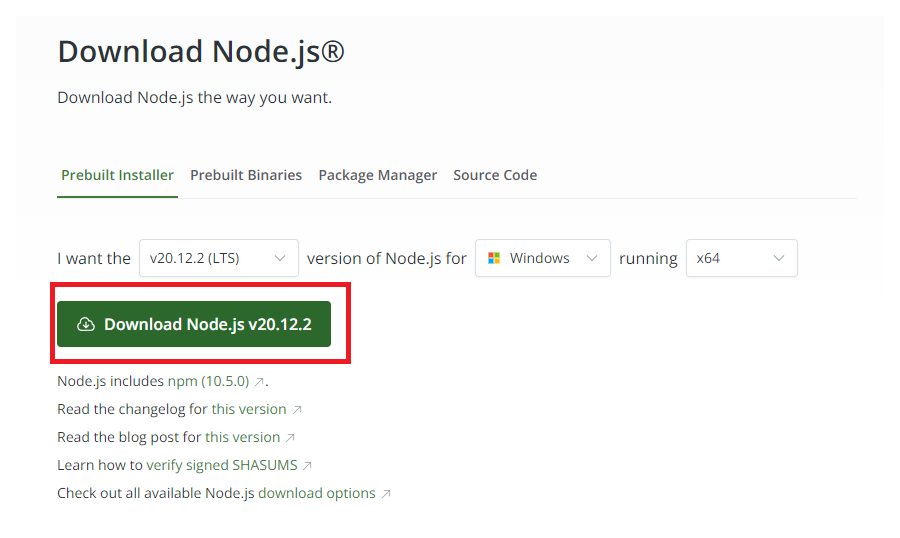 Download Node.js®
Download Node.js the way you want.
Prebuilt Installer Prebuilt Binaries Package Manager Source Code
I want the v20.12.2 (LTS) version of Node.js for Windows running x64
Download Node.js v20.12.2
Node.js includes npm (10.5.0) ↗.
Read the changelog for this version ↗
Read the blog post for this version ↗
Learn how to verify signed SHASUMS ↗
Check out all available Node.js download options ↗